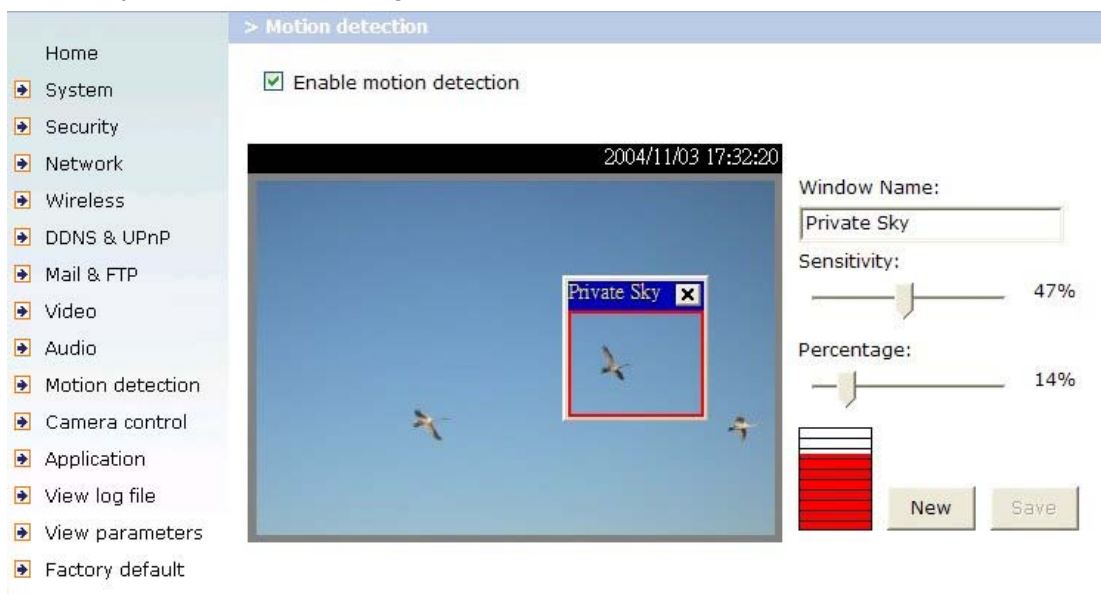 > Motion detection
Home
System
Security
Network
Wireless
DDNS & UPnP
Mail & FTP
Video
Audio
Motion detection
Camera control
Application
View log file
View parameters
Factory default
Enable motion detection
2004/11/03 17:32:20
Private Sky
Window Name:
Private Sky
Sensitivity:
47%
Percentage:
14%
New
Save